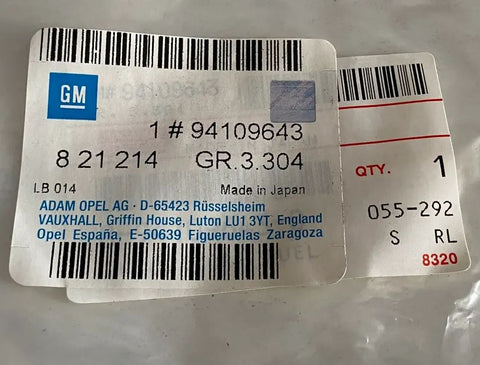 GM
1 # 94109643
8 21 214 GR.3.304
LB 014 Made in Japan
ADAM OPEL AG · D-65423 Rüsselsheim
VAUXHALL, Griffin House, Luton LU1 3YT, England
Opel España, E-50639 Figueruelas Zaragoza
QTY. 1
055-292
S RL
8320